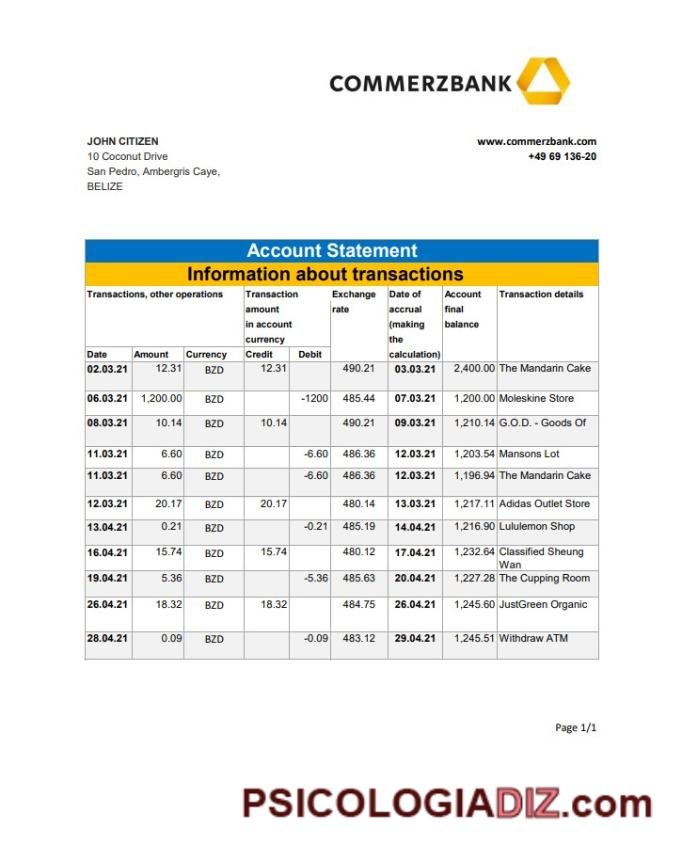 COMMERZBANK
JOHN CITIZEN
10 Coconut Drive
San Pedro, Ambergris Caye,
BELIZE
www.commerzbank.com
+49 69 136-20
Account Statement
Information about transactions
Transactions, other operations
Transaction
amount
in account
currency
Exchange
rate
Date of
accrual
(making
the
calculation)
Account
final
balance
Transaction details
Date Amount Currency Credit Debit
02.03.21 12.31 BZD 12.31 490.21 03.03.21 2,400.00 The Mandarin Cake
06.03.21 1,200.00 BZD -1200 485.44 07.03.21 1,200.00 Moleskine Store
08.03.21 10.14 BZD 10.14 490.21 09.03.21 1,210.14 G.O.D. - Goods Of
11.03.21 6.60 BZD -6.60 486.36 12.03.21 1,203.54 Mansons Lot
11.03.21 6.60 BZD -6.60 486.36 12.03.21 1,196.94 The Mandarin Cake
12.03.21 20.17 BZD 20.17 480.14 13.03.21 1,217.11 Adidas Outlet Store
13.04.21 0.21 BZD -0.21 485.19 14.04.21 1,216.90 Lululemon Shop
16.04.21 15.74 BZD 15.74 480.12 17.04.21 1,232.64 Classified Sheung
Wan
19.04.21 5.36 BZD -5.36 485.63 20.04.21 1,227.28 The Cupping Room
26.04.21 18.32 BZD 18.32 484.75 26.04.21 1,245.60 JustGreen Organic
28.04.21 0.09 BZD -0.09 483.12 29.04.21 1,245.51 Withdraw ATM
Page 1/1
PSICOLOGIADIZ.com